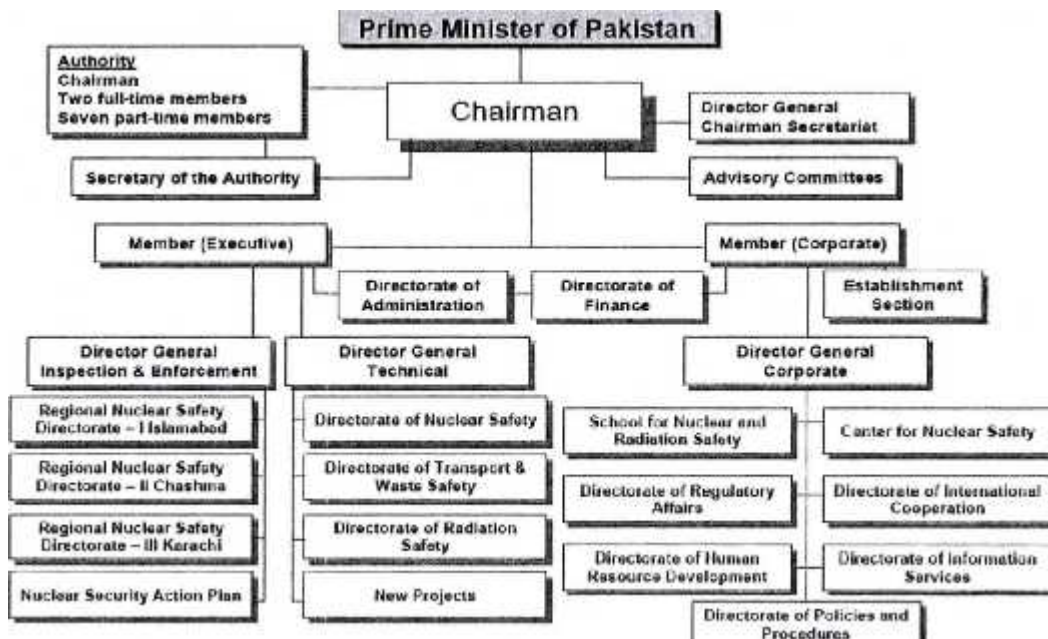 Prime Minister of Pakistan
Authority
Chairman
Two full-time members
Seven part-time members
Chairman
Director General
Chairman Secretariat
Secretary of the Authority
Advisory Committees
Member (Executive)
Member (Corporate)
Directorate of
Administration
Directorate of
Finance
Establishment
Section
Director General
Inspection & Enforcement
Director General
Technical
Director General
Corporate
Regional Nuclear Safety
Directorate – I Islamabad
Regional Nuclear Safety
Directorate – II Chashma
Regional Nuclear Safety
Directorate – III Karachi
Nuclear Security Action Plan
Directorate of Nuclear Safety
Directorate of Transport &
Waste Safety
Directorate of Radiation
Safety
New Projects
School for Nuclear and
Radiation Safety
Center for Nuclear Safety
Directorate of Regulatory
Affairs
Directorate of International
Cooperation
Directorate of Human
Resource Development
Directorate of Information
Services
Directorate of Policies and
Procedures